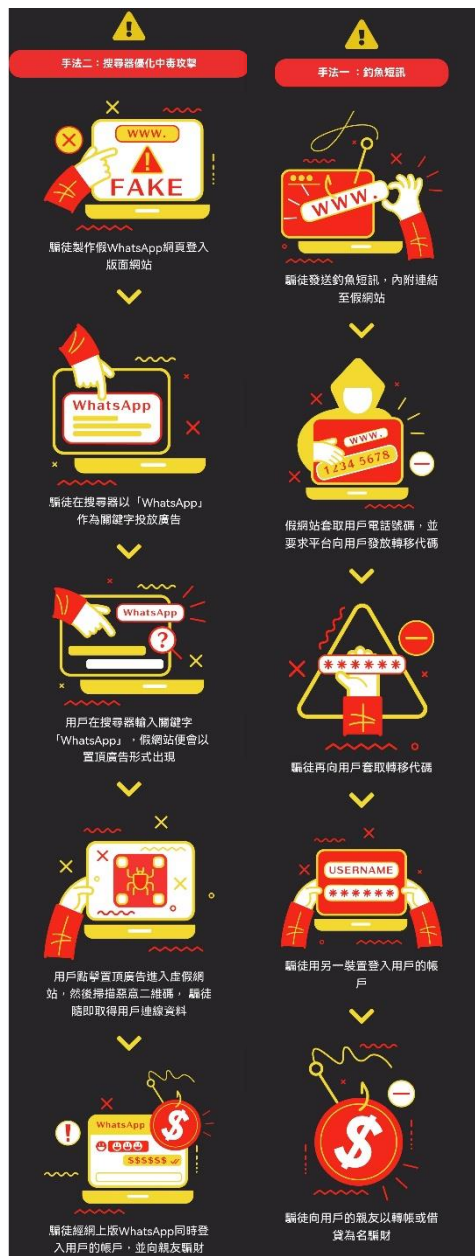 手法二：搜尋器優化中毒攻擊
WWW.
FAKE
騙徒製作假WhatsApp網頁登入
版面網站
WhatsApp
騙徒在搜尋器以「WhatsApp」
作為關鍵字投放廣告
WhatsApp
?
用戶在搜尋器輸入關鍵字
「WhatsApp」，假網站便會以
置頂廣告形式出現
用戶點擊置頂廣告進入虛假網
站，然後掃描惡意二維碼， 騙徒
隨即取得用戶連線資料
WhatsApp
$
$$$$$$
騙徒經網上版WhatsApp同時登
入用戶的帳戶，並向親友騙財
手法一：釣魚短訊
WWW.
騙徒發送釣魚短訊，內附連結
至假網站
WWW.
1234 5678
假網站套取用戶電話號碼，並
要求平台向用戶發放轉移代碼
******
騙徒再向用戶套取轉移代碼
USERNAME
******
騙徒用另一裝置登入用戶的帳
戶
$
騙徒向用戶的親友以轉帳或借
貸為名騙財